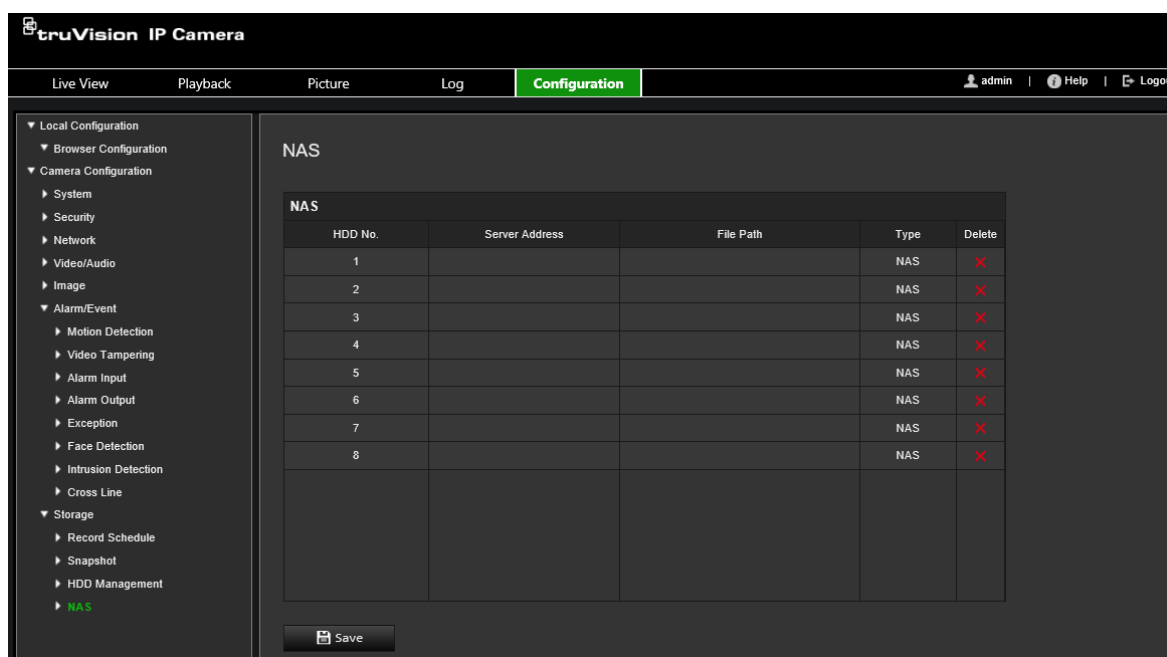 truVision IP Camera
Live View Playback Picture Log Configuration admin | Help | Logou
Local Configuration
Browser Configuration
Camera Configuration
System
Security
Network
Video/Audio
Image
Alarm/Event
Motion Detection
Video Tampering
Alarm Input
Alarm Output
Exception
Face Detection
Intrusion Detection
Cross Line
Storage
Record Schedule
Snapshot
HDD Management
NAS
NAS
NAS
HDD No. Server Address File Path Type Delete
1 NAS
2 NAS
3 NAS
4 NAS
5 NAS
6 NAS
7 NAS
8 NAS
Save